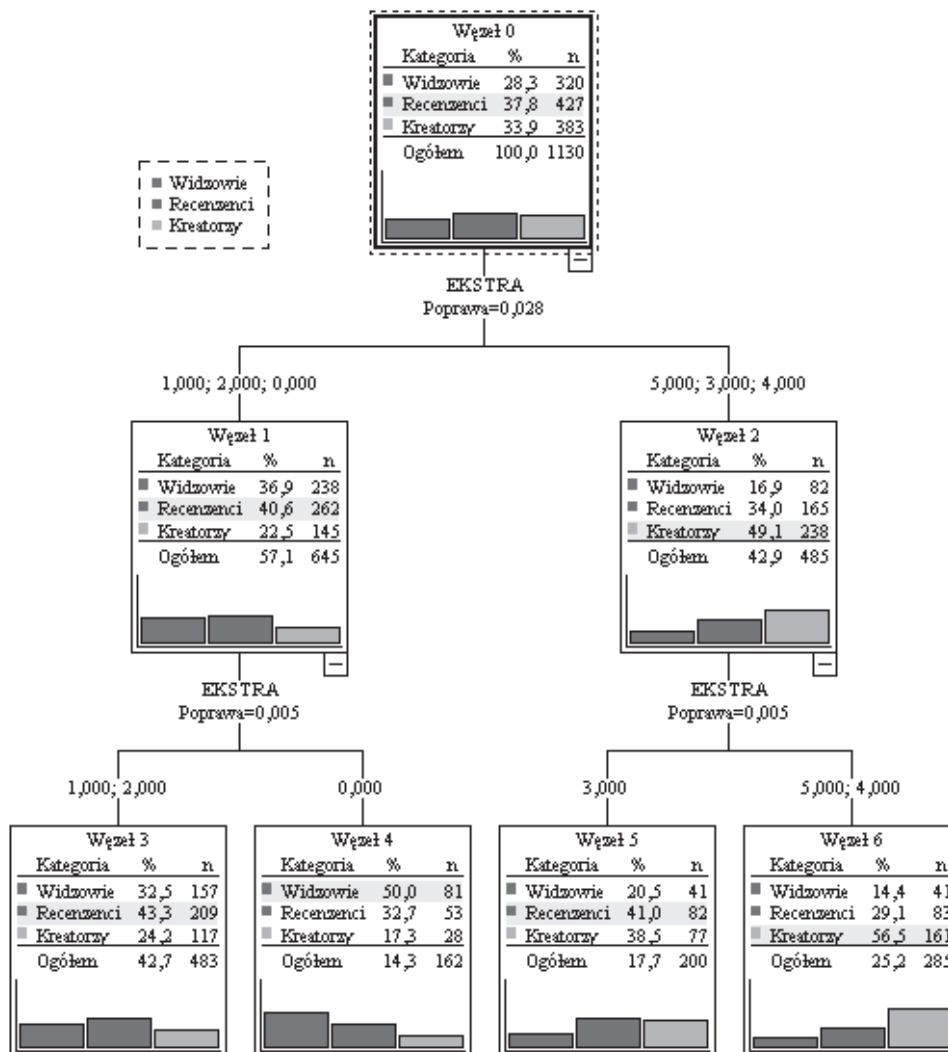 Węzeł 0
Kategoria % n
Widzowie 28,3 320
Recenzenci 37,8 427
Kreatorzy 33,9 383
Ogółem 100,0 1130
Widzowie
Recenzenci
Kreatorzy
EKSTRA
Poprawa=0,028
1,000; 2,000; 0,000
5,000; 3,000; 4,000
Węzeł 1
Kategoria % n
Widzowie 36,9 238
Recenzenci 40,6 262
Kreatorzy 22,5 145
Ogółem 57,1 645
Węzeł 2
Kategoria % n
Widzowie 16,9 82
Recenzenci 34,0 165
Kreatorzy 49,1 238
Ogółem 42,9 485
EKSTRA
Poprawa=0,005
EKSTRA
Poprawa=0,005
1,000; 2,000
0,000
3,000
5,000; 4,000
Węzeł 3
Kategoria % n
Widzowie 32,5 157
Recenzenci 43,3 209
Kreatorzy 24,2 117
Ogółem 42,7 483
Węzeł 4
Kategoria % n
Widzowie 50,0 81
Recenzenci 32,7 53
Kreatorzy 17,3 28
Ogółem 14,3 162
Węzeł 5
Kategoria % n
Widzowie 20,5 41
Recenzenci 41,0 82
Kreatorzy 38,5 77
Ogółem 17,7 200
Węzeł 6
Kategoria % n
Widzowie 14,4 41
Recenzenci 29,1 83
Kreatorzy 56,5 161
Ogółem 25,2 285